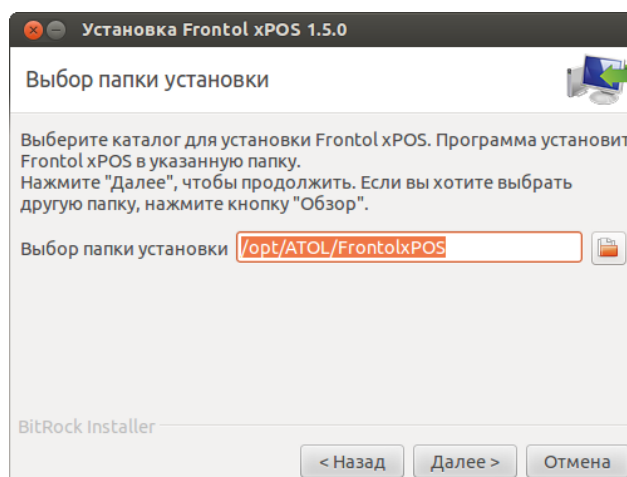 Установка Frontol xPOS 1.5.0
Выбор папки установки
Выберите каталог для установки Frontol xPOS. Программа установит
Frontol xPOS в указанную папку.
Нажмите "Далее", чтобы продолжить. Если вы хотите выбрать
другую папку, нажмите кнопку "Обзор".
Выбор папки установки /opt/ATOL/FrontolxPOS
BitRock Installer
< Назад Далее > Отмена